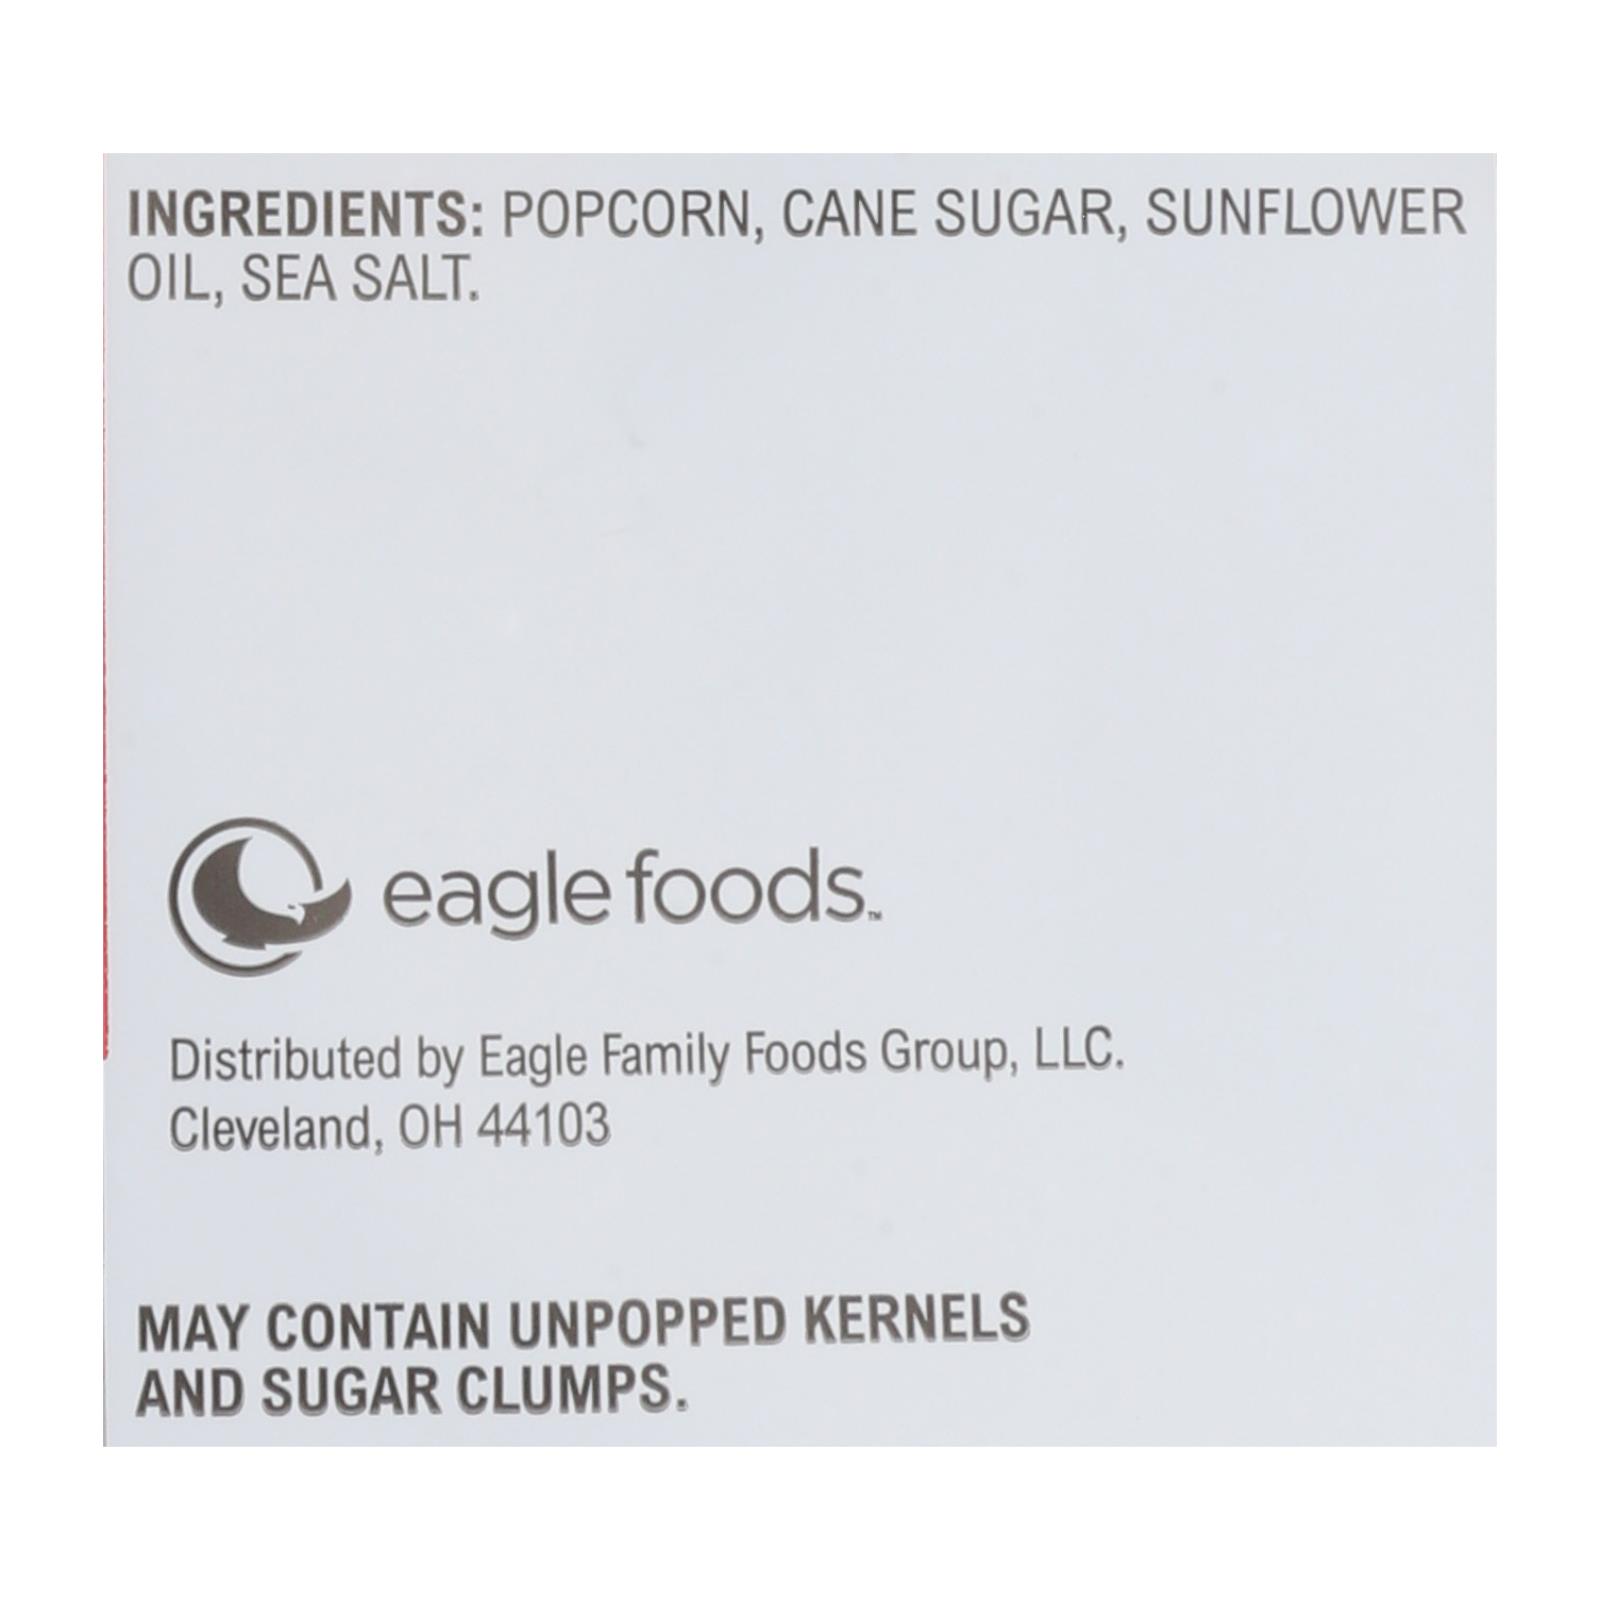 INGREDIENTS: POPCORN, CANE SUGAR, SUNFLOWER
OIL, SEA SALT.
eagle foods™
Distributed by Eagle Family Foods Group, LLC.
Cleveland, OH 44103
MAY CONTAIN UNPOPPED KERNELS
AND SUGAR CLUMPS.